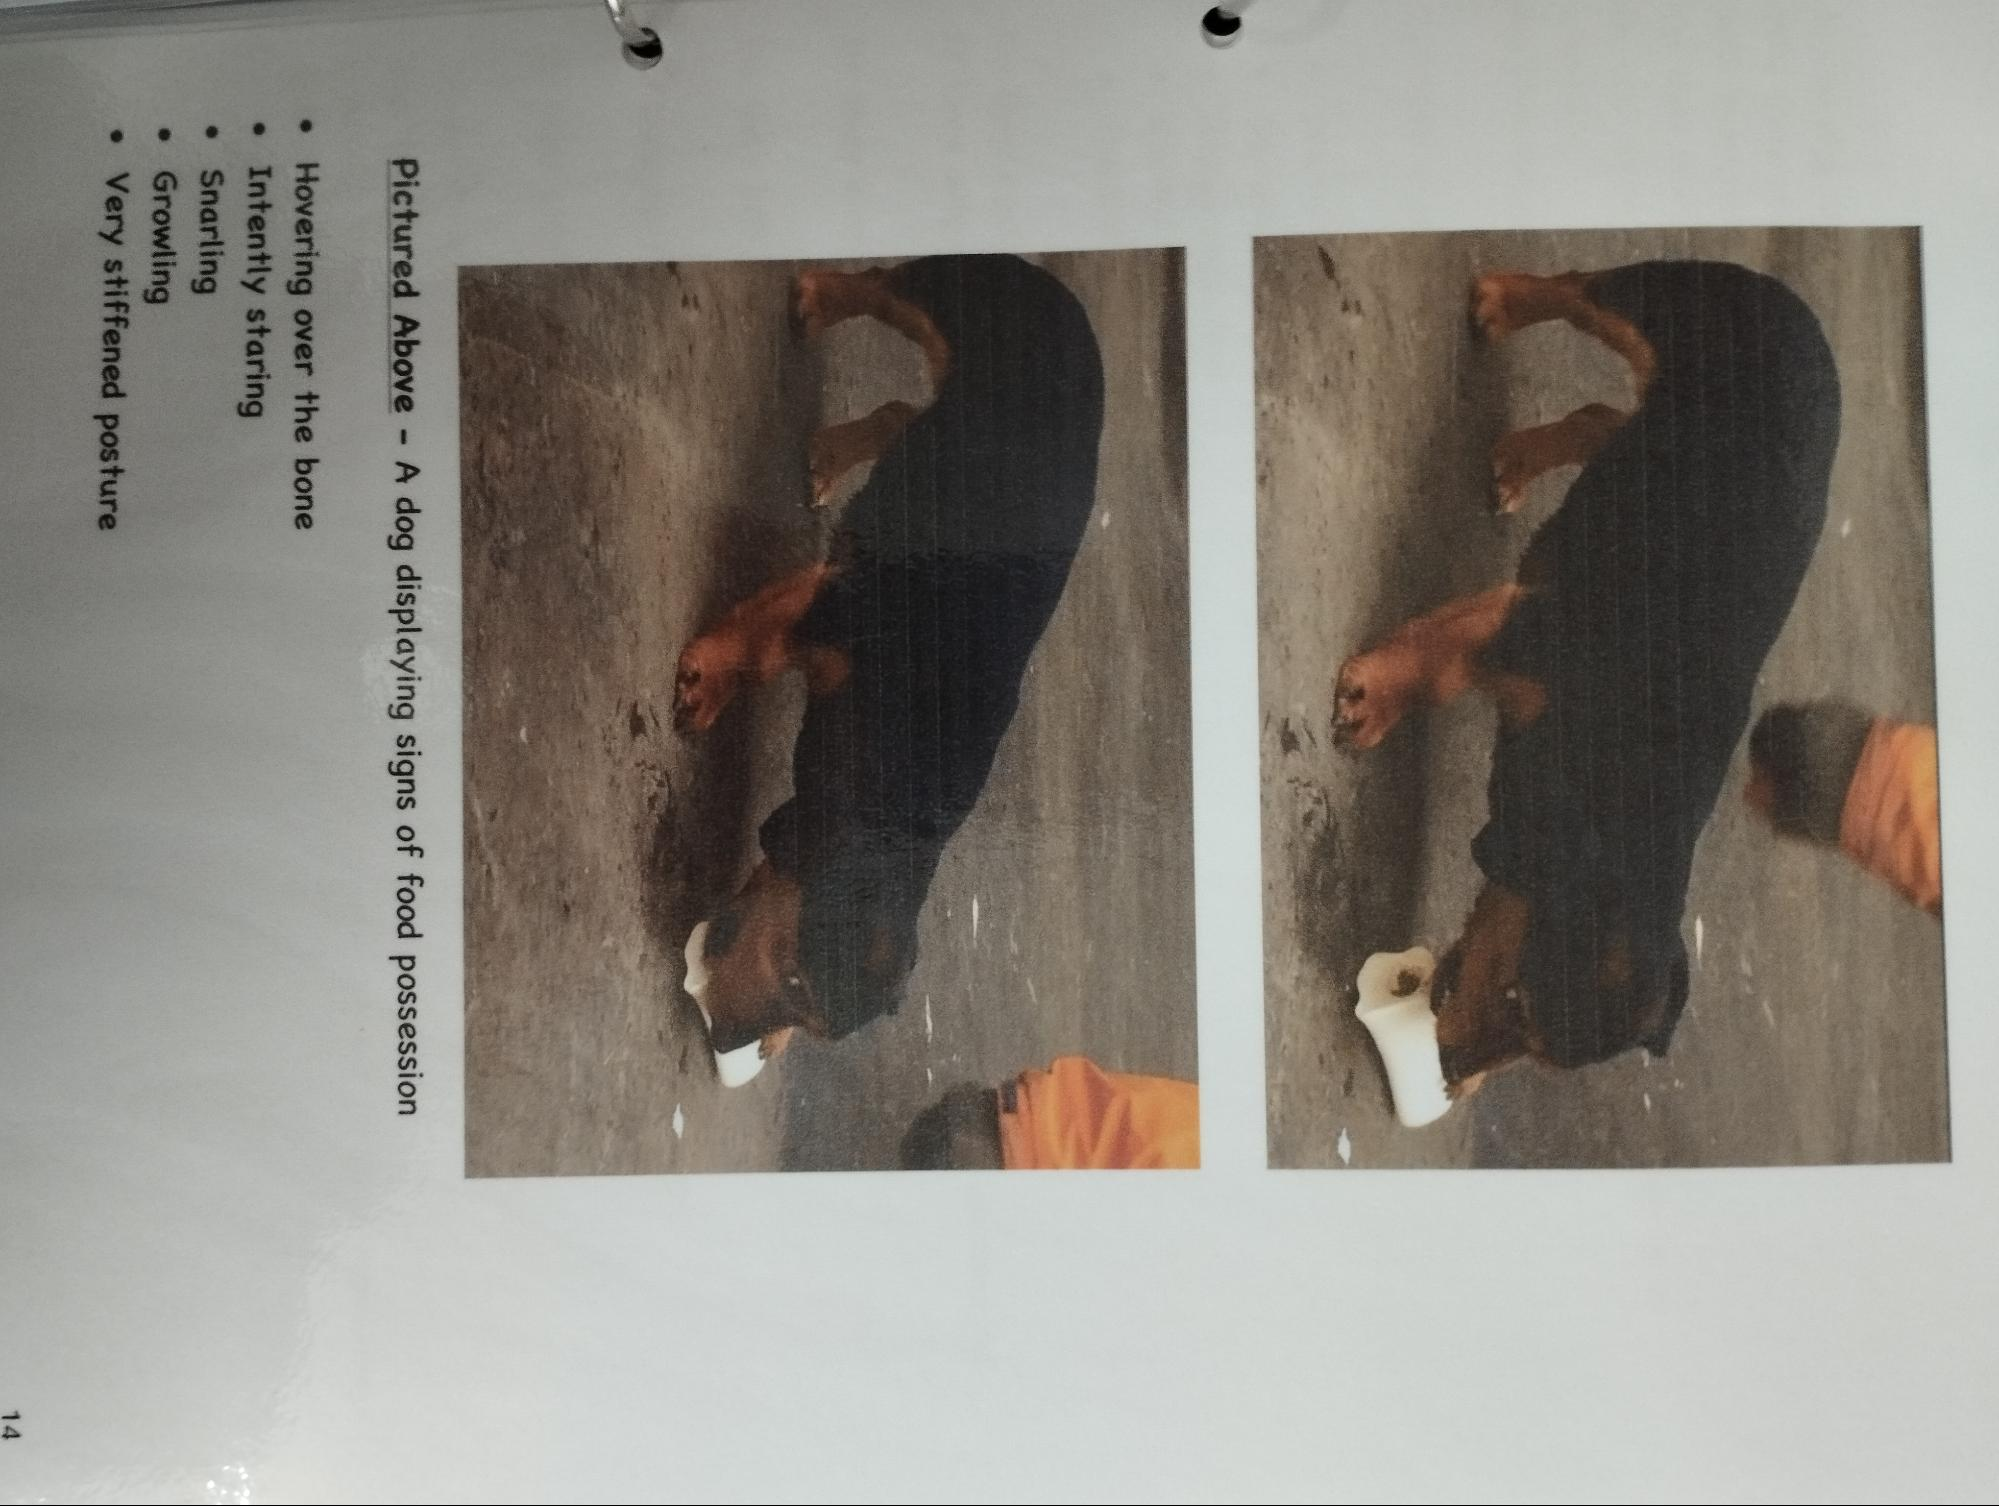 Pictured Above - A dog displaying signs of food possession
• Hovering over the bone
• Intently staring
• Snarling
• Growling
• Very stiffened posture
14